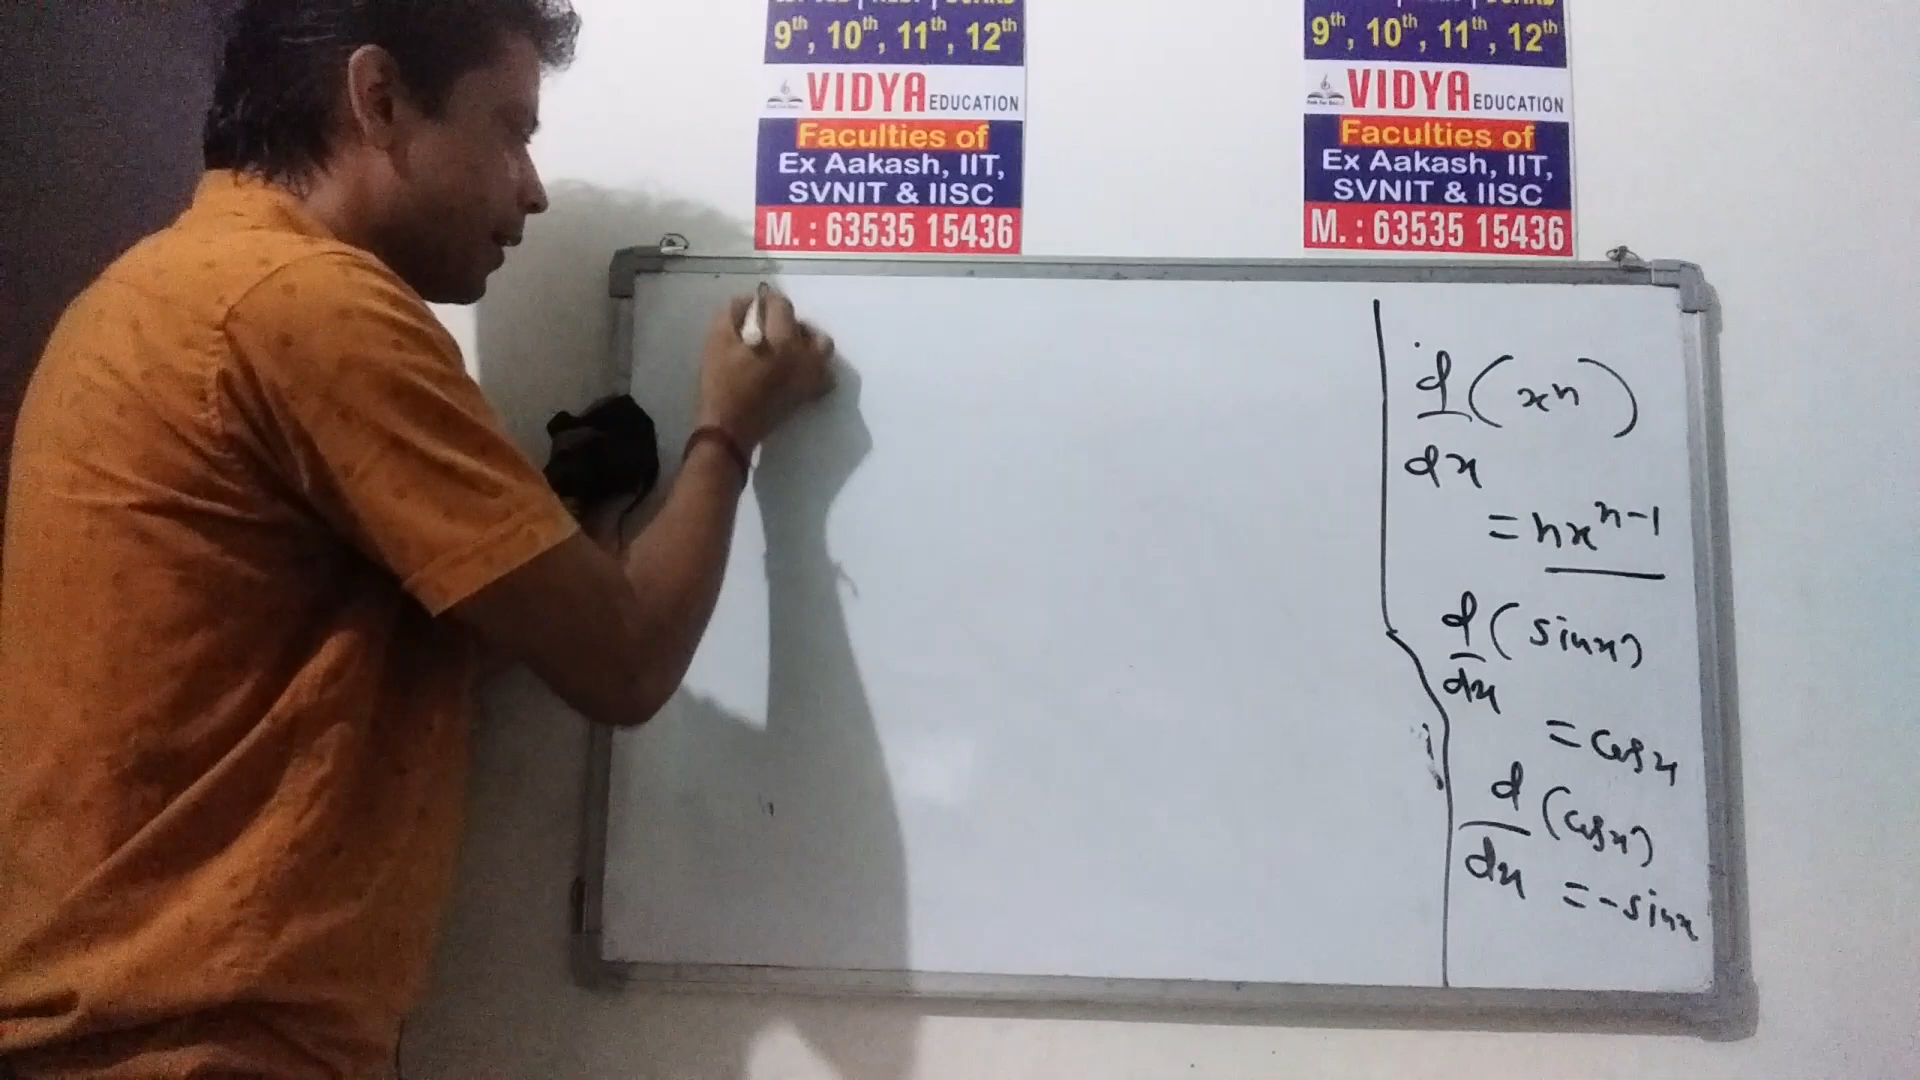 9th, 10th, 11th, 12th
VIDYA EDUCATION
Faculties of
Ex Aakash, IIT,
SVNIT & IISC
M. : 63535 15436
9th, 10th, 11th, 12th
VIDYA EDUCATION
Faculties of
Ex Aakash, IIT,
SVNIT & IISC
M. : 63535 15436
d/dx (xⁿ)
= nxⁿ⁻¹
d/dx (sinx)
= cosx
d/dx (cosx)
= -sinx